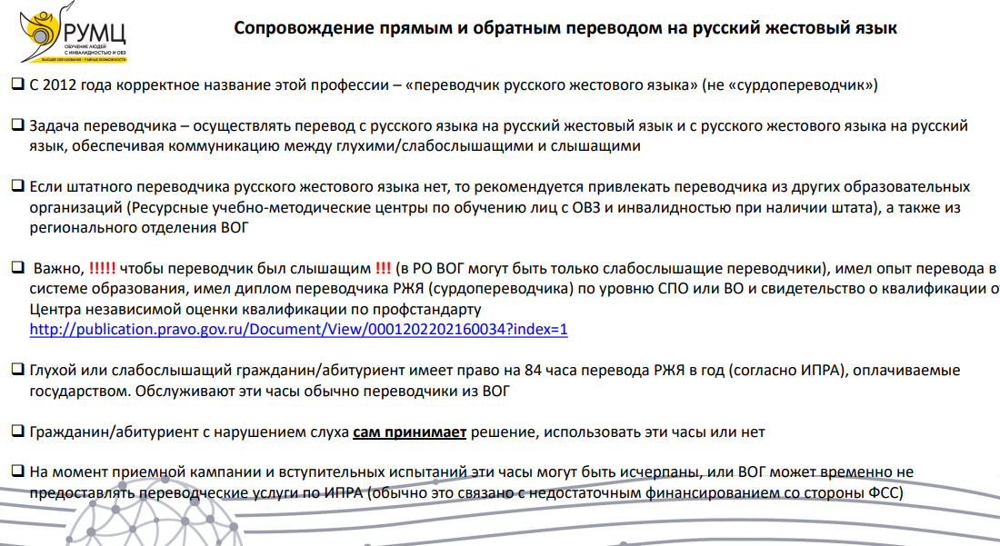 РУМЦ
ОБУЧЕНИЕ ЛЮДЕЙ
С ИНВАЛИДНОСТЬЮ И ОВЗ
ВЫСШЕЕ ОБРАЗОВАНИЕ - РАВНЫЕ ВОЗМОЖНОСТИ
Сопровождение прямым и обратным переводом на русский жестовый язык
С 2012 года корректное название этой профессии – «переводчик русского жестового языка» (не «сурдопереводчик»)
Задача переводчика – осуществлять перевод с русского языка на русский жестовый язык и с русского жестового языка на русский
язык, обеспечивая коммуникацию между глухими/слабослышащими и слышащими
Если штатного переводчика русского жестового языка нет, то рекомендуется привлекать переводчика из других образовательных
организаций (Ресурсные учебно-методические центры по обучению лиц с ОВЗ и инвалидностью при наличии штата), а также из
регионального отделения ВОГ
Важно, !!!!! чтобы переводчик был слышащим !!! (в РО ВОГ могут быть только слабослышащие переводчики), имел опыт перевода в
системе образования, имел диплом переводчика РЖЯ (сурдопереводчика) по уровню СПО или ВО и свидетельство о квалификации
Центра независимой оценки квалификации по профстандарту
http://publication.pravo.gov.ru/Document/View/0001202202160034?index=1
Глухой или слабослышащий гражданин/абитуриент имеет право на 84 часа перевода РЖЯ в год (согласно ИПРА), оплачиваемые
государством. Обслуживают эти часы обычно переводчики из ВОГ
Гражданин/абитуриент с нарушением слуха сам принимает решение, использовать эти часы или нет
На момент приемной кампании и вступительных испытаний эти часы могут быть исчерпаны, или ВОГ может временно не
предоставлять переводческие услуги по ИПРА (обычно это связано с недостаточным финансированием со стороны ФСС)